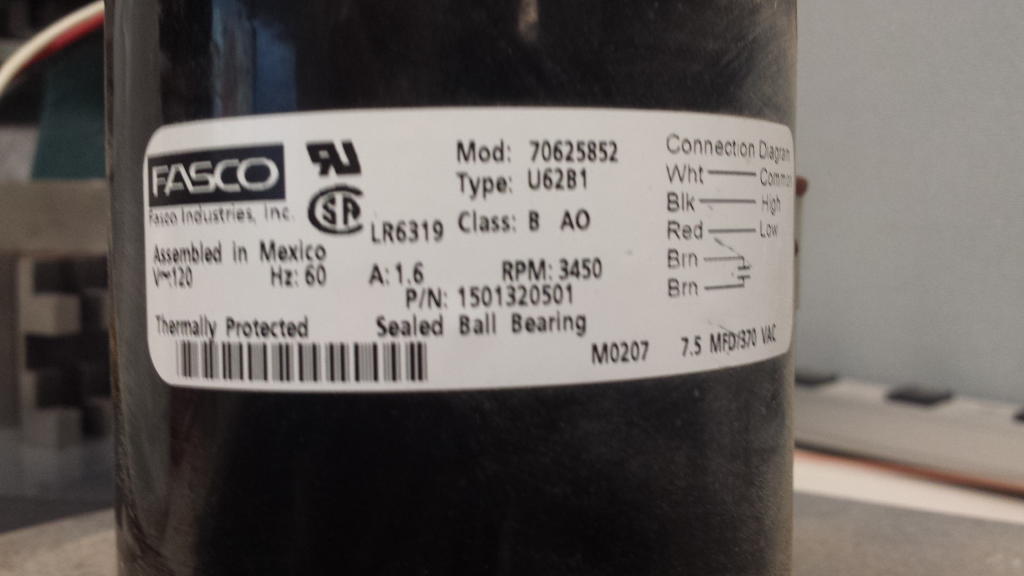 FASCO
Fasco Industries, Inc.
LR6319
Assembled in Mexico
V~120 Hz: 60 A: 1.6 RPM: 3450
P/N: 1501320501
Thermally Protected Sealed Ball Bearing
Mod: 70625852
Type: U62B1
Class: B AO
M0207 7.5 MFD/370 VAC
Connection Diagram
Wht Common
Blk High
Red Low
Brn
Brn